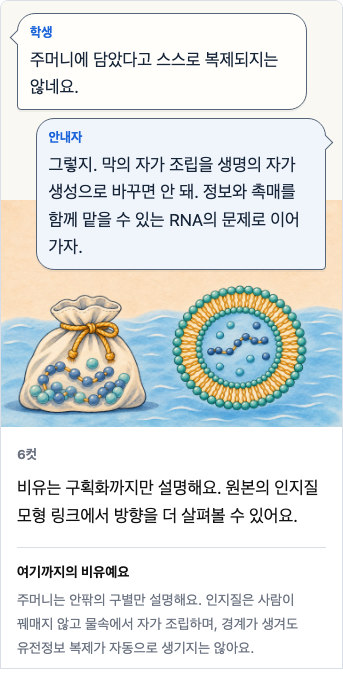 학생
주머니에 담았다고 스스로 복제되지는
않네요.
안내자
그렇지. 막의 자가 조립을 생명의 자가
생성으로 바꾸면 안 돼. 정보와 촉매를
함께 맡을 수 있는 RNA의 문제로 이어
가자.
6컷
비유는 구획화까지만 설명해요. 원본의 인지질
모형 링크에서 방향을 더 살펴볼 수 있어요.
여기까지의 비유예요
주머니는 안팎의 구별만 설명해요. 인지질은 사람이
꿰매지 않고 물속에서 자가 조립하며, 경계가 생겨도
유전정보 복제가 자동으로 생기지는 않아요.